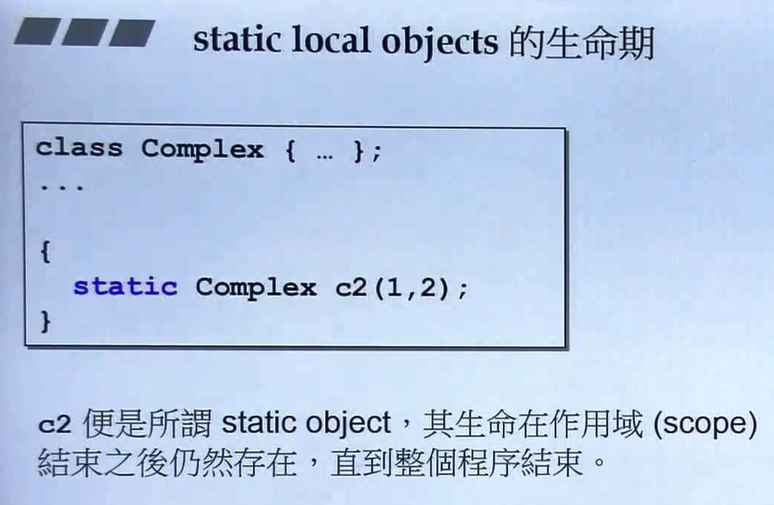 static local objects 的生命期
class Complex { … };
...
{
static Complex c2(1,2);
}
c2 便是所謂 static object，其生命在作用域 (scope)
結束之後仍然存在，直到整個程序結束。